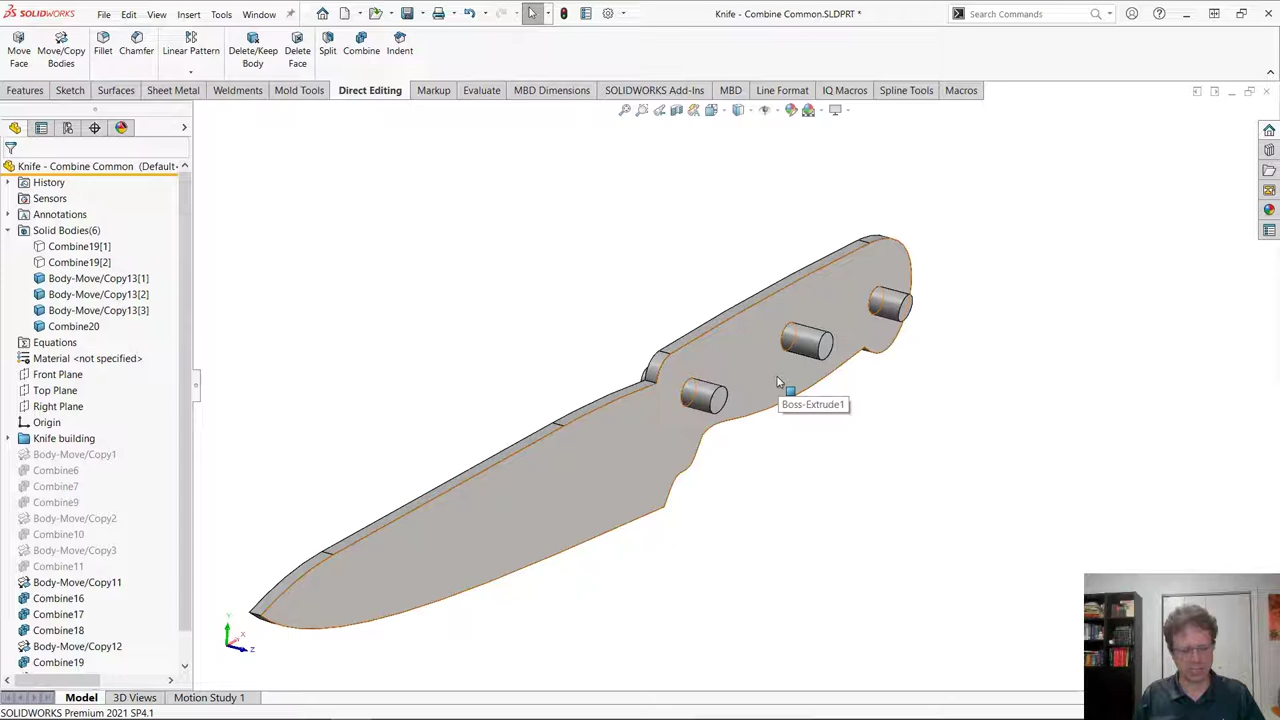 SOLIDWORKS
File Edit View Insert Tools Window
Knife - Combine Common.SLDPRT *
Search Commands
Move Face
Move/Copy Bodies
Fillet
Chamfer
Linear Pattern
Delete/Keep Body
Delete Face
Split
Combine
Indent
Features Sketch Surfaces Sheet Metal Weldments Mold Tools Direct Editing Markup Evaluate MBD Dimensions SOLIDWORKS Add-Ins MBD Line Format IQ Macros Spline Tools Macros
Knife - Combine Common (Default
History
Sensors
Annotations
Solid Bodies(6)
Combine19[1]
Combine19[2]
Body-Move/Copy13[1]
Body-Move/Copy13[2]
Body-Move/Copy13[3]
Combine20
Equations
Material <not specified>
Front Plane
Top Plane
Right Plane
Origin
Knife building
Body-Move/Copy1
Combine6
Combine7
Combine9
Body-Move/Copy2
Combine10
Body-Move/Copy3
Combine11
Body-Move/Copy11
Combine16
Combine17
Combine18
Body-Move/Copy12
Combine19
Boss-Extrude1
Y
X
Z
Model 3D Views Motion Study 1
SOLIDWORKS Premium 2021 SP4.1